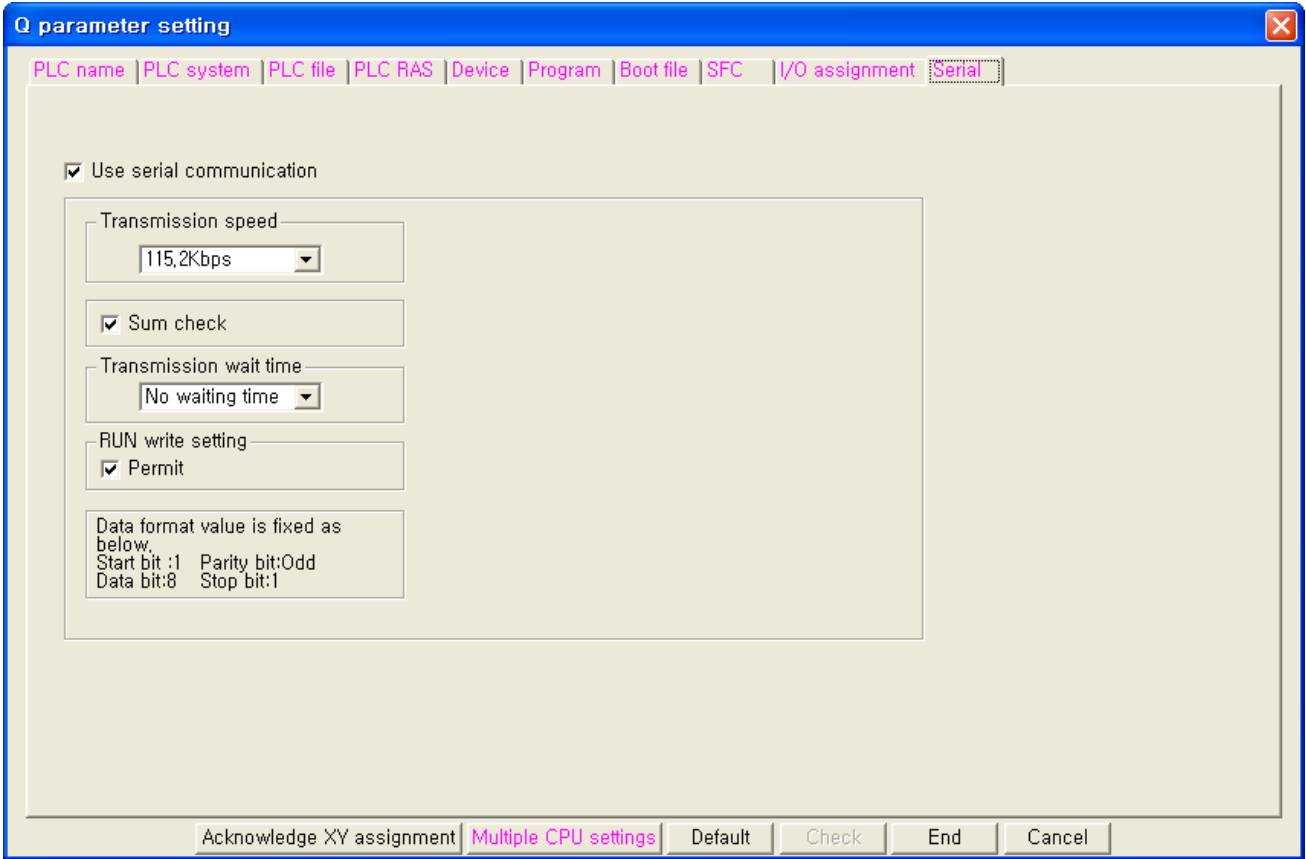 Q parameter setting
PLC name PLC system PLC file PLC RAS Device Program Boot file SFC I/O assignment Serial
Use serial communication
Transmission speed
115.2Kbps
Sum check
Transmission wait time
No waiting time
RUN write setting
Permit
Data format value is fixed as
below.
Start bit :1 Parity bit:Odd
Data bit:8 Stop bit:1
Acknowledge XY assignment Multiple CPU settings Default Check End Cancel